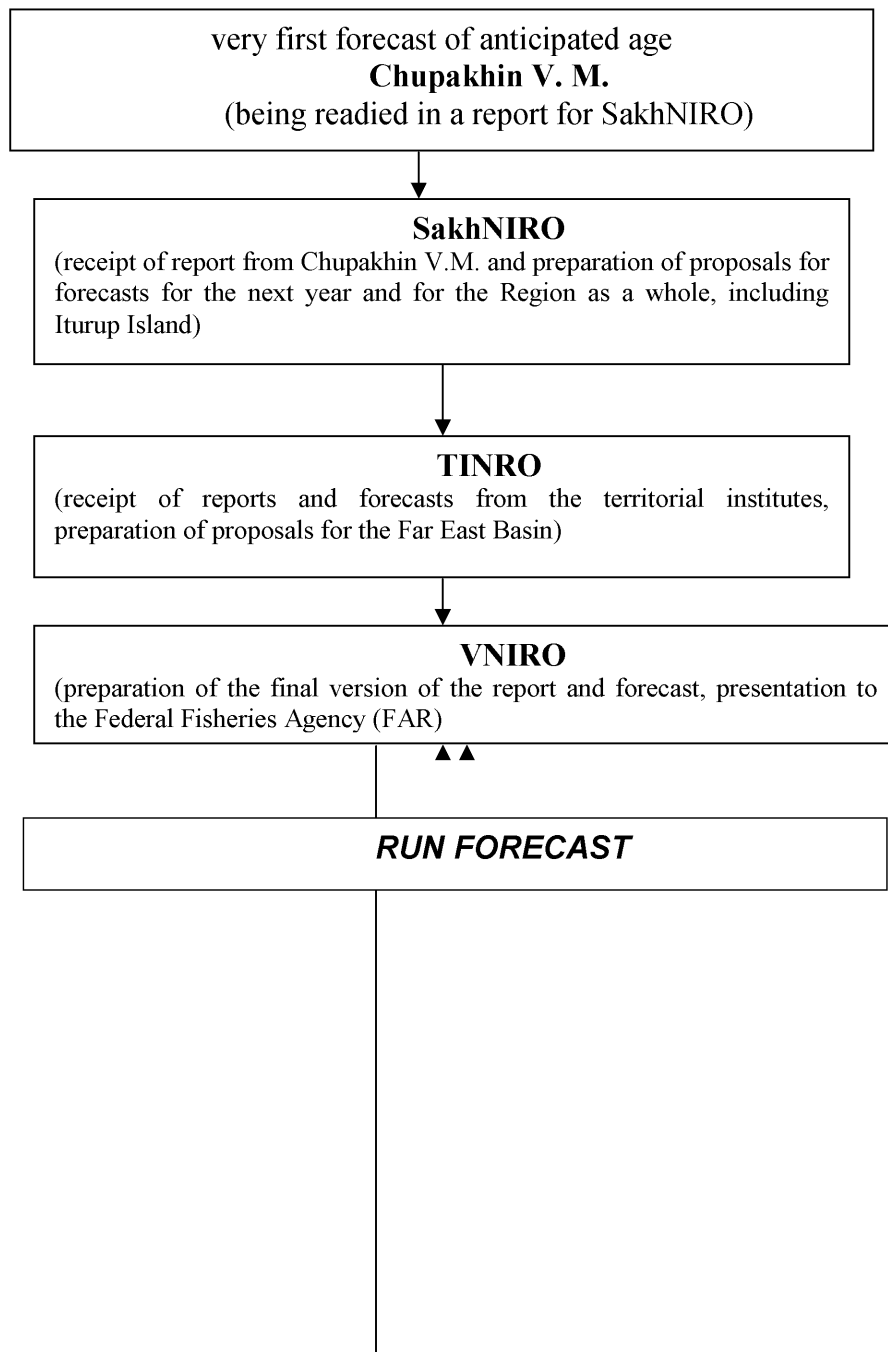 very first forecast of anticipated age
Chupakhin V. M.
(being readied in a report for SakhNIRO)
SakhNIRO
(receipt of report from Chupakhin V.M. and preparation of proposals for
forecasts for the next year and for the Region as a whole, including
Iturup Island)
TINRO
(receipt of reports and forecasts from the territorial institutes,
preparation of proposals for the Far East Basin)
VNIRO
(preparation of the final version of the report and forecast, presentation to
the Federal Fisheries Agency (FAR)
RUN FORECAST